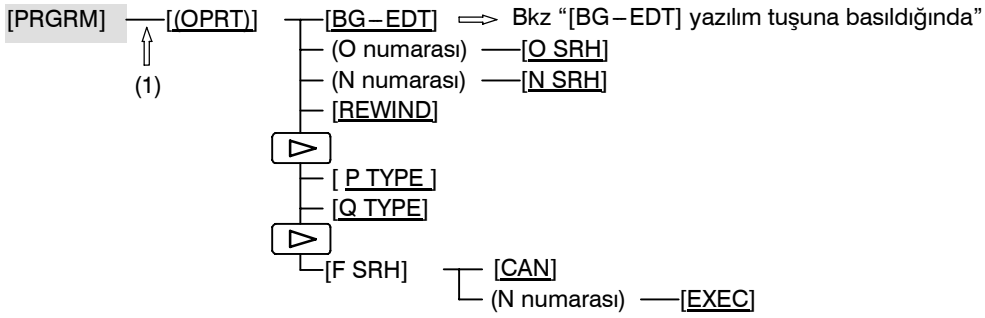 [PRGRM] [(OPRT)] [BG–EDT] Bkz “[BG–EDT] yazılım tuşuna basıldığında”
(O numarası) [O SRH]
(1) (N numarası) [N SRH]
[REWIND]
[ P TYPE ]
[Q TYPE]
[F SRH] [CAN]
(N numarası) [EXEC]